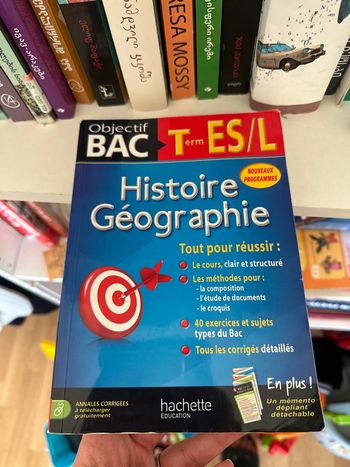 RESA MOSSY
Objectif
BAC Term ES/L
NOUVEAUX
PROGRAMMES
Histoire
Géographie
Tout pour réussir :
Le cours, clair et structuré
Les méthodes pour :
- la composition
- l'étude de documents
- le croquis
40 exercices et sujets
types du Bac
Tous les corrigés détaillés
ANNALES CORRIGÉES
à télécharger
gratuitement
hachette
ÉDUCATION
En plus !
Un mémento
dépliant
détachable